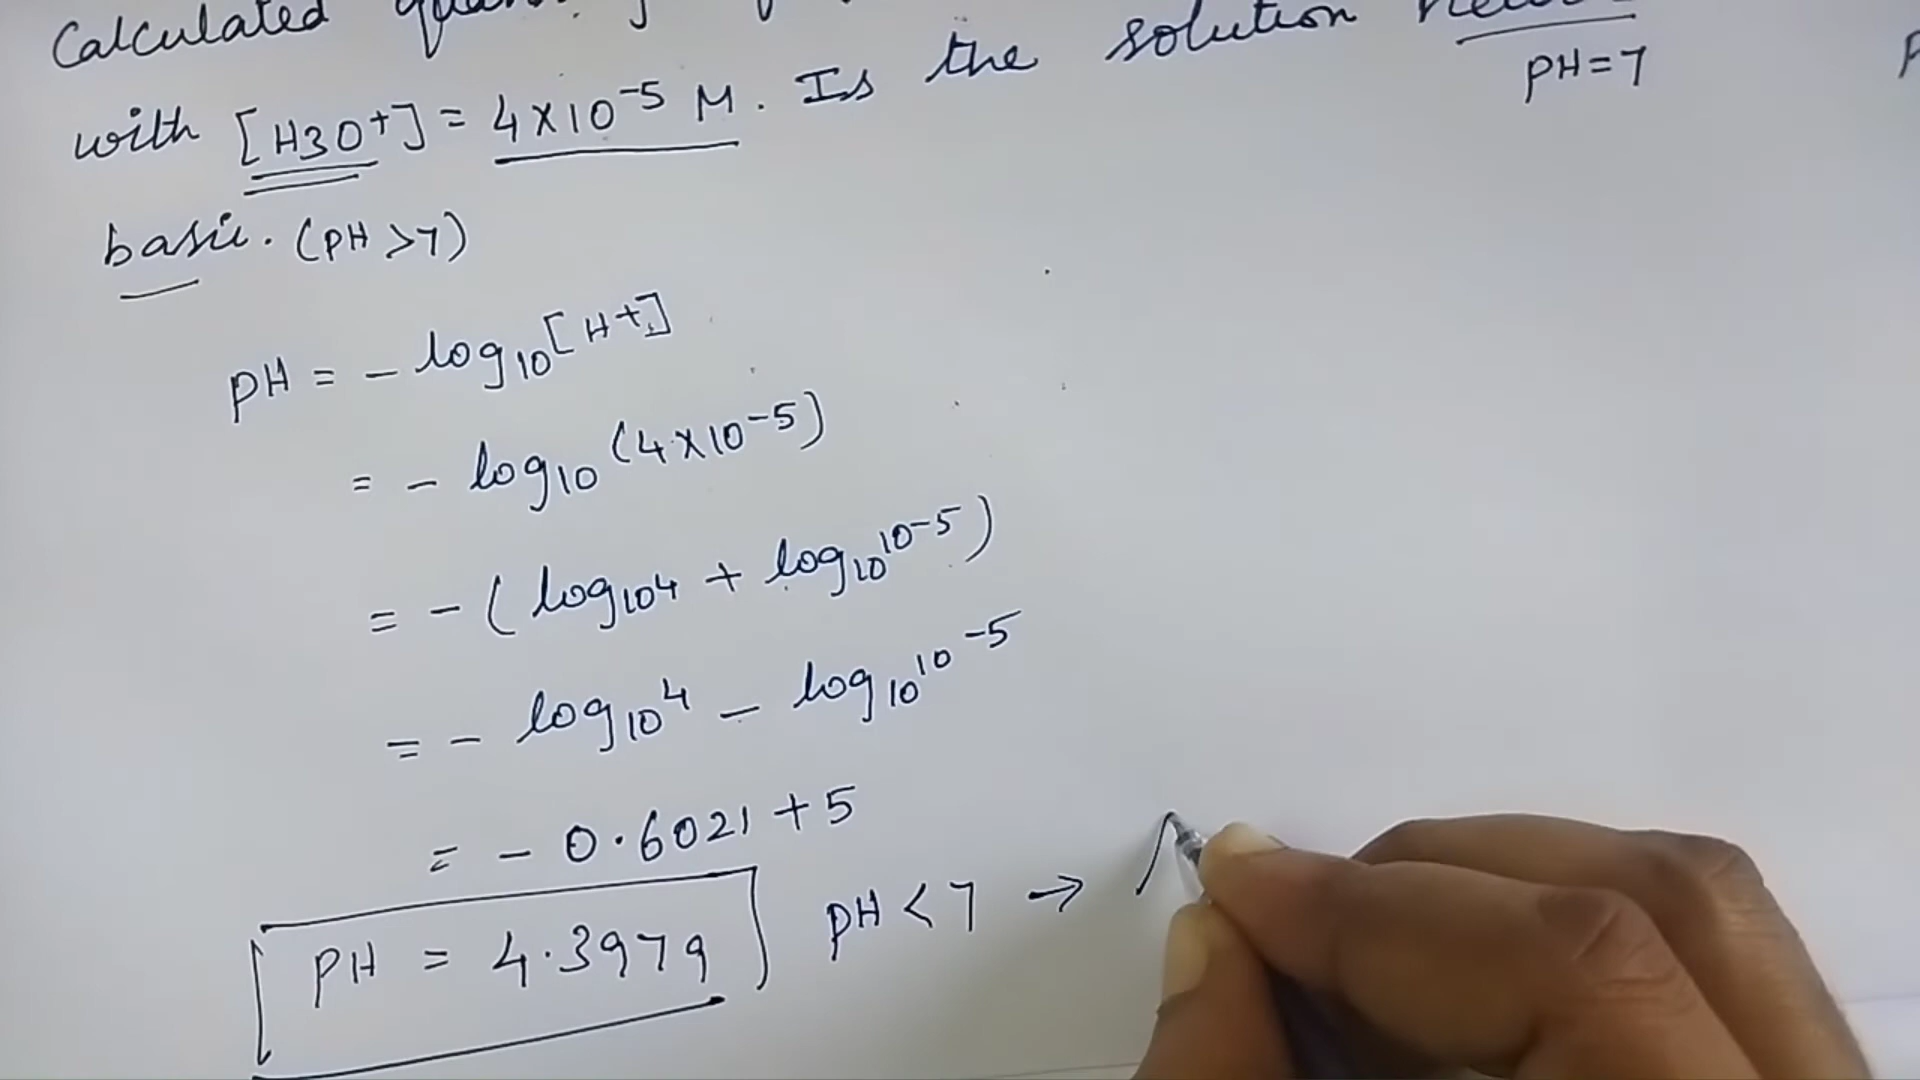 Calculated
with [H3O+] = 4×10⁻⁵ M. Is the solution
pH=7
basic. (pH >7)
pH = - log₁₀[H+]
= - log₁₀(4×10⁻⁵)
= - (log₁₀4 + log₁₀10⁻⁵)
= - log₁₀4 - log₁₀10⁻⁵
= - 0.6021 + 5
pH = 4.3979 pH < 7 →